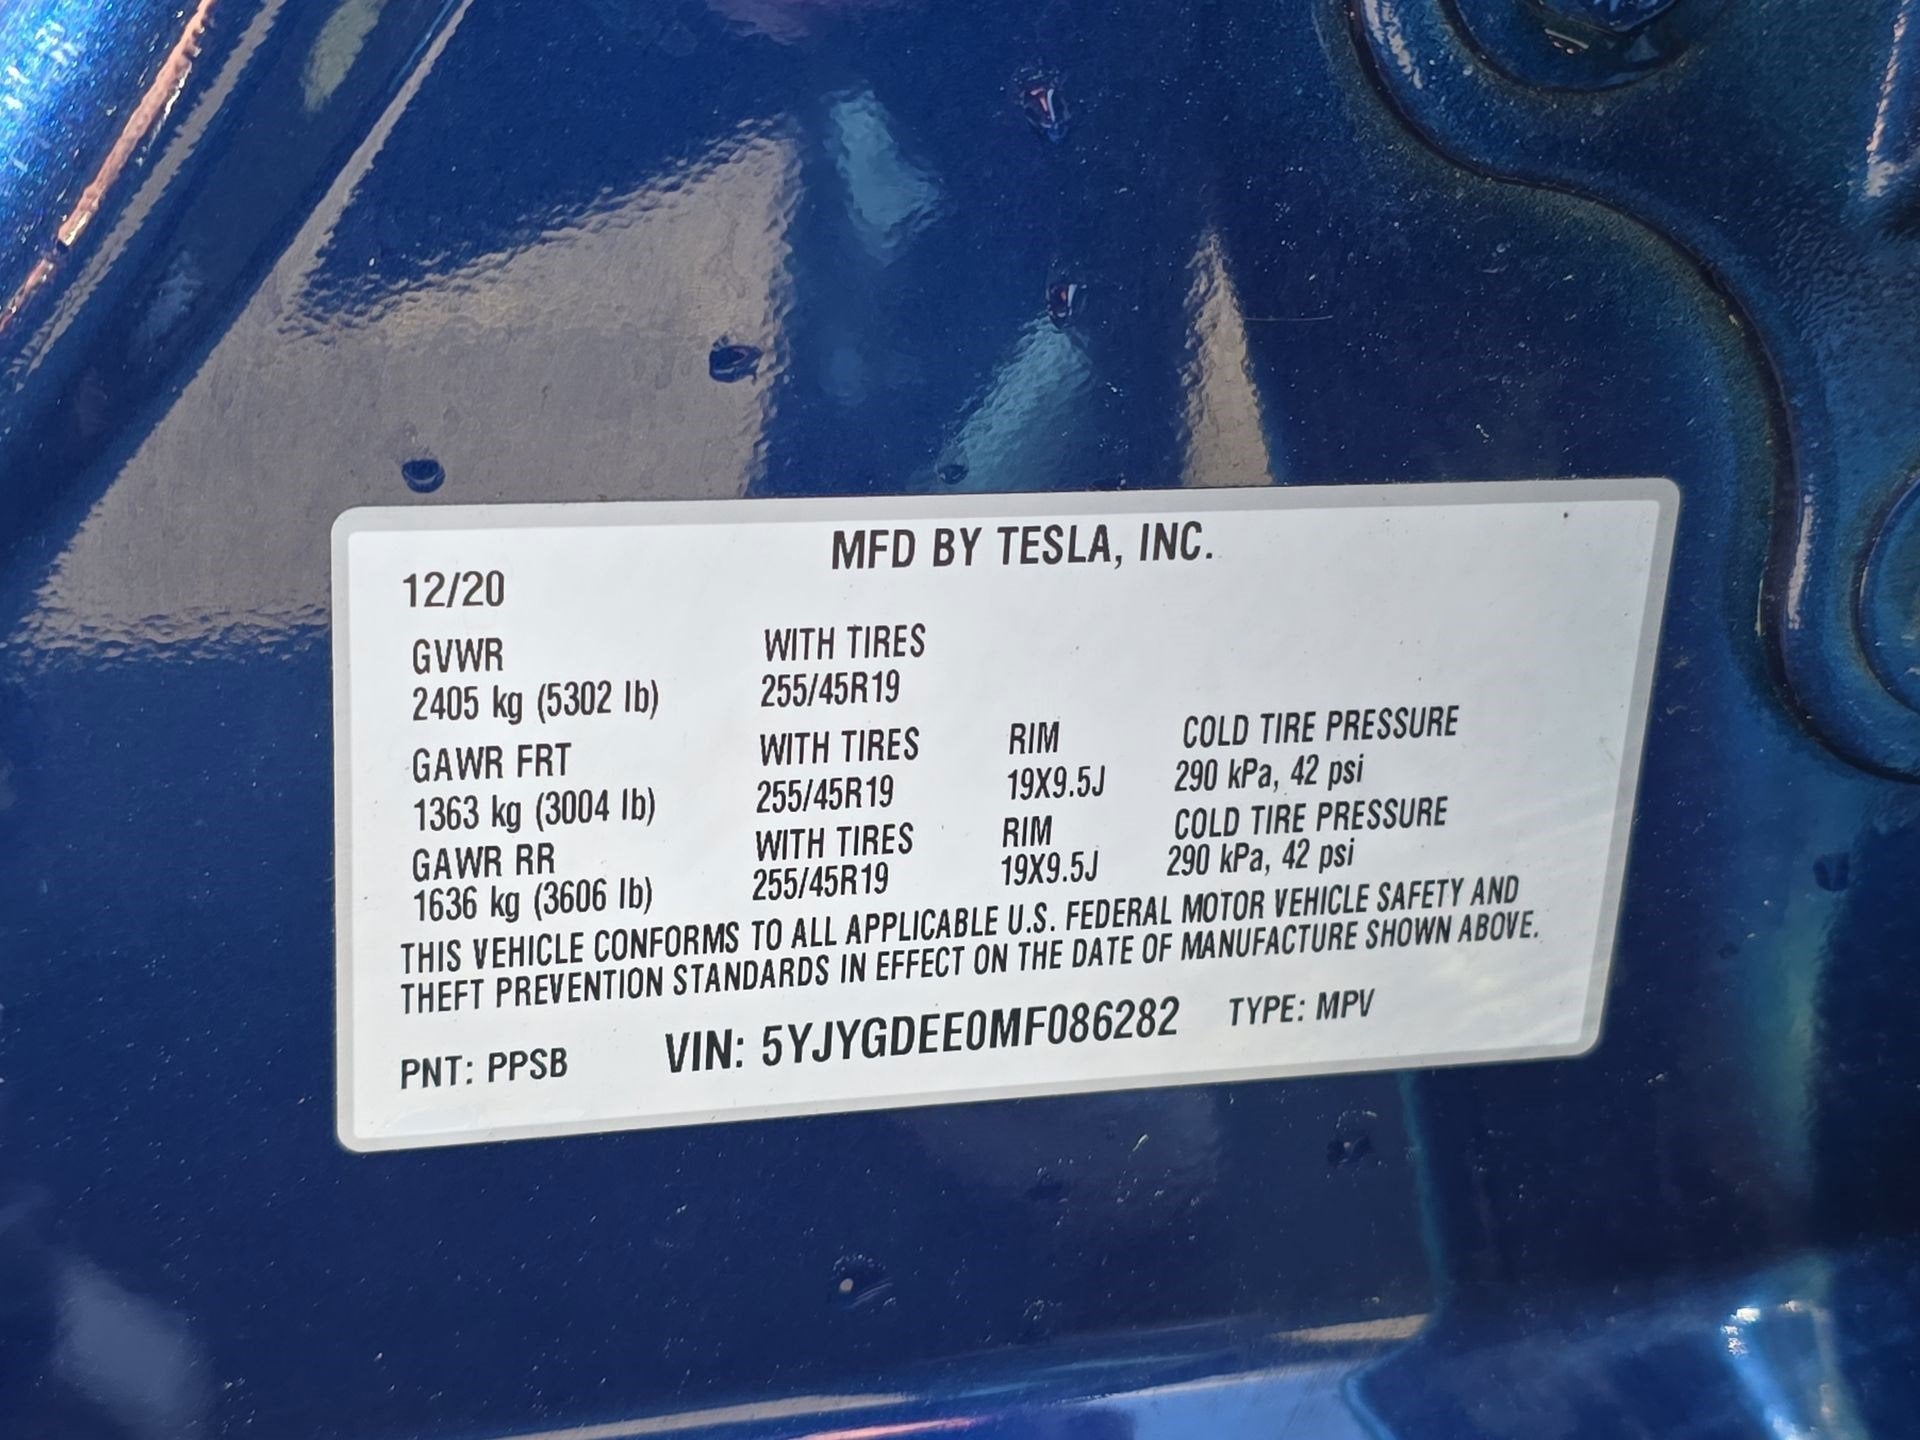 MFD BY TESLA, INC.
12/20
GVWR WITH TIRES
2405 kg (5302 lb) 255/45R19
GAWR FRT WITH TIRES RIM COLD TIRE PRESSURE
1363 kg (3004 lb) 255/45R19 19X9.5J 290 kPa, 42 psi
GAWR RR WITH TIRES RIM COLD TIRE PRESSURE
1636 kg (3606 lb) 255/45R19 19X9.5J 290 kPa, 42 psi
THIS VEHICLE CONFORMS TO ALL APPLICABLE U.S. FEDERAL MOTOR VEHICLE SAFETY AND
THEFT PREVENTION STANDARDS IN EFFECT ON THE DATE OF MANUFACTURE SHOWN ABOVE.
PNT: PPSB VIN: 5YJYGDEE0MF086282 TYPE: MPV